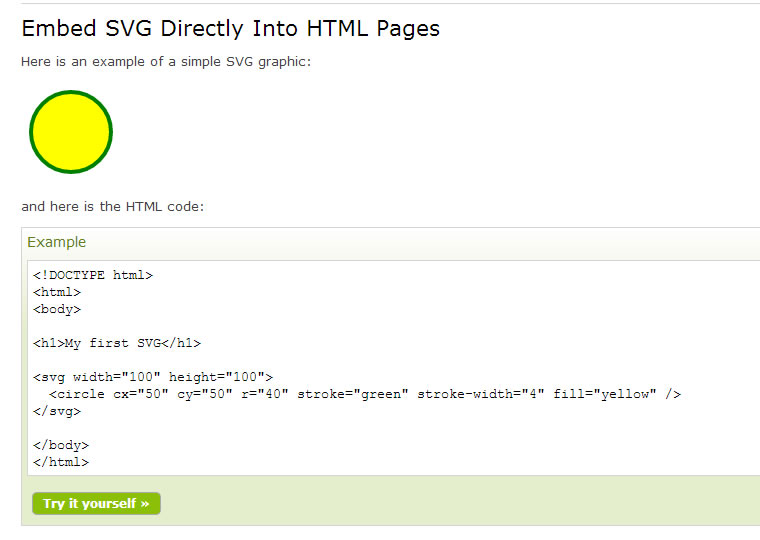 Embed SVG Directly Into HTML Pages
Here is an example of a simple SVG graphic:
and here is the HTML code:
Example
<!DOCTYPE html>
<html>
<body>
<h1>My first SVG</h1>
<svg width="100" height="100">
<circle cx="50" cy="50" r="40" stroke="green" stroke-width="4" fill="yellow" />
</svg>
</body>
</html>
Try it yourself »